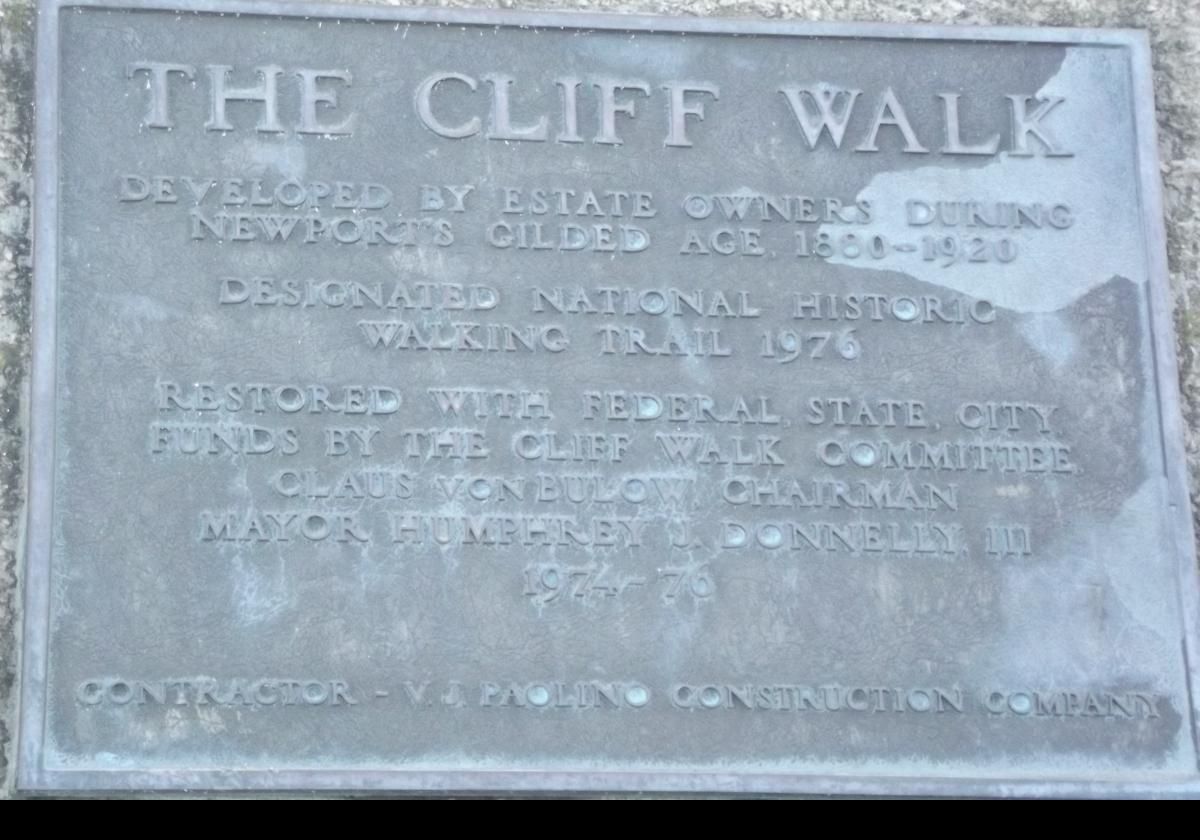 THE CLIFF WALK
DEVELOPED BY ESTATE OWNERS DURING
NEWPORT'S GILDED AGE, 1880-1920
DESIGNATED NATIONAL HISTORIC
WALKING TRAIL 1976
RESTORED WITH FEDERAL, STATE, CITY
FUNDS BY THE CLIFF WALK COMMITTEE,
CLAUS VON BULOW, CHAIRMAN
MAYOR HUMPHREY J. DONNELLY, III
1974-76
CONTRACTOR - V. J. PAOLINO CONSTRUCTION COMPANY